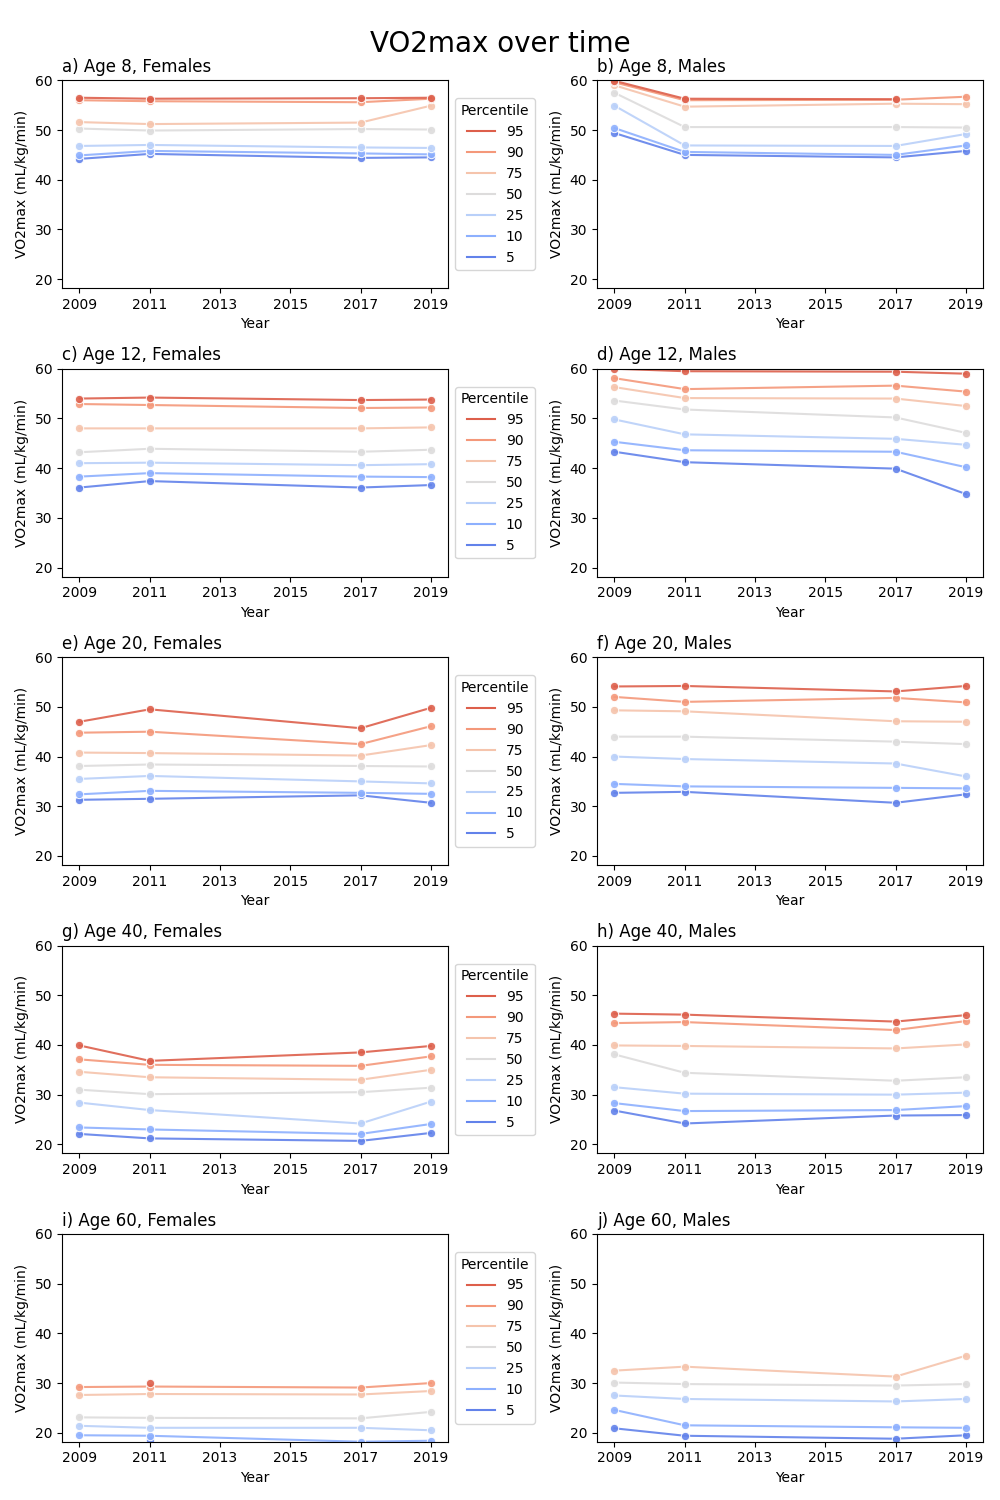 VO2max over time
a) Age 8, Females
b) Age 8, Males
60
50
40
30
20
VO2max (mL/kg/min)
2009 2011 2013 2015 2017 2019
Year
Percentile
95
90
75
50
25
10
5
60
50
40
30
20
VO2max (mL/kg/min)
2009 2011 2013 2015 2017 2019
Year
c) Age 12, Females
d) Age 12, Males
60
50
40
30
20
VO2max (mL/kg/min)
2009 2011 2013 2015 2017 2019
Year
Percentile
95
90
75
50
25
10
5
60
50
40
30
20
VO2max (mL/kg/min)
2009 2011 2013 2015 2017 2019
Year
e) Age 20, Females
f) Age 20, Males
60
50
40
30
20
VO2max (mL/kg/min)
2009 2011 2013 2015 2017 2019
Year
Percentile
95
90
75
50
25
10
5
60
50
40
30
20
VO2max (mL/kg/min)
2009 2011 2013 2015 2017 2019
Year
g) Age 40, Females
h) Age 40, Males
60
50
40
30
20
VO2max (mL/kg/min)
2009 2011 2013 2015 2017 2019
Year
Percentile
95
90
75
50
25
10
5
60
50
40
30
20
VO2max (mL/kg/min)
2009 2011 2013 2015 2017 2019
Year
i) Age 60, Females
j) Age 60, Males
60
50
40
30
20
VO2max (mL/kg/min)
2009 2011 2013 2015 2017 2019
Year
Percentile
95
90
75
50
25
10
5
60
50
40
30
20
VO2max (mL/kg/min)
2009 2011 2013 2015 2017 2019
Year